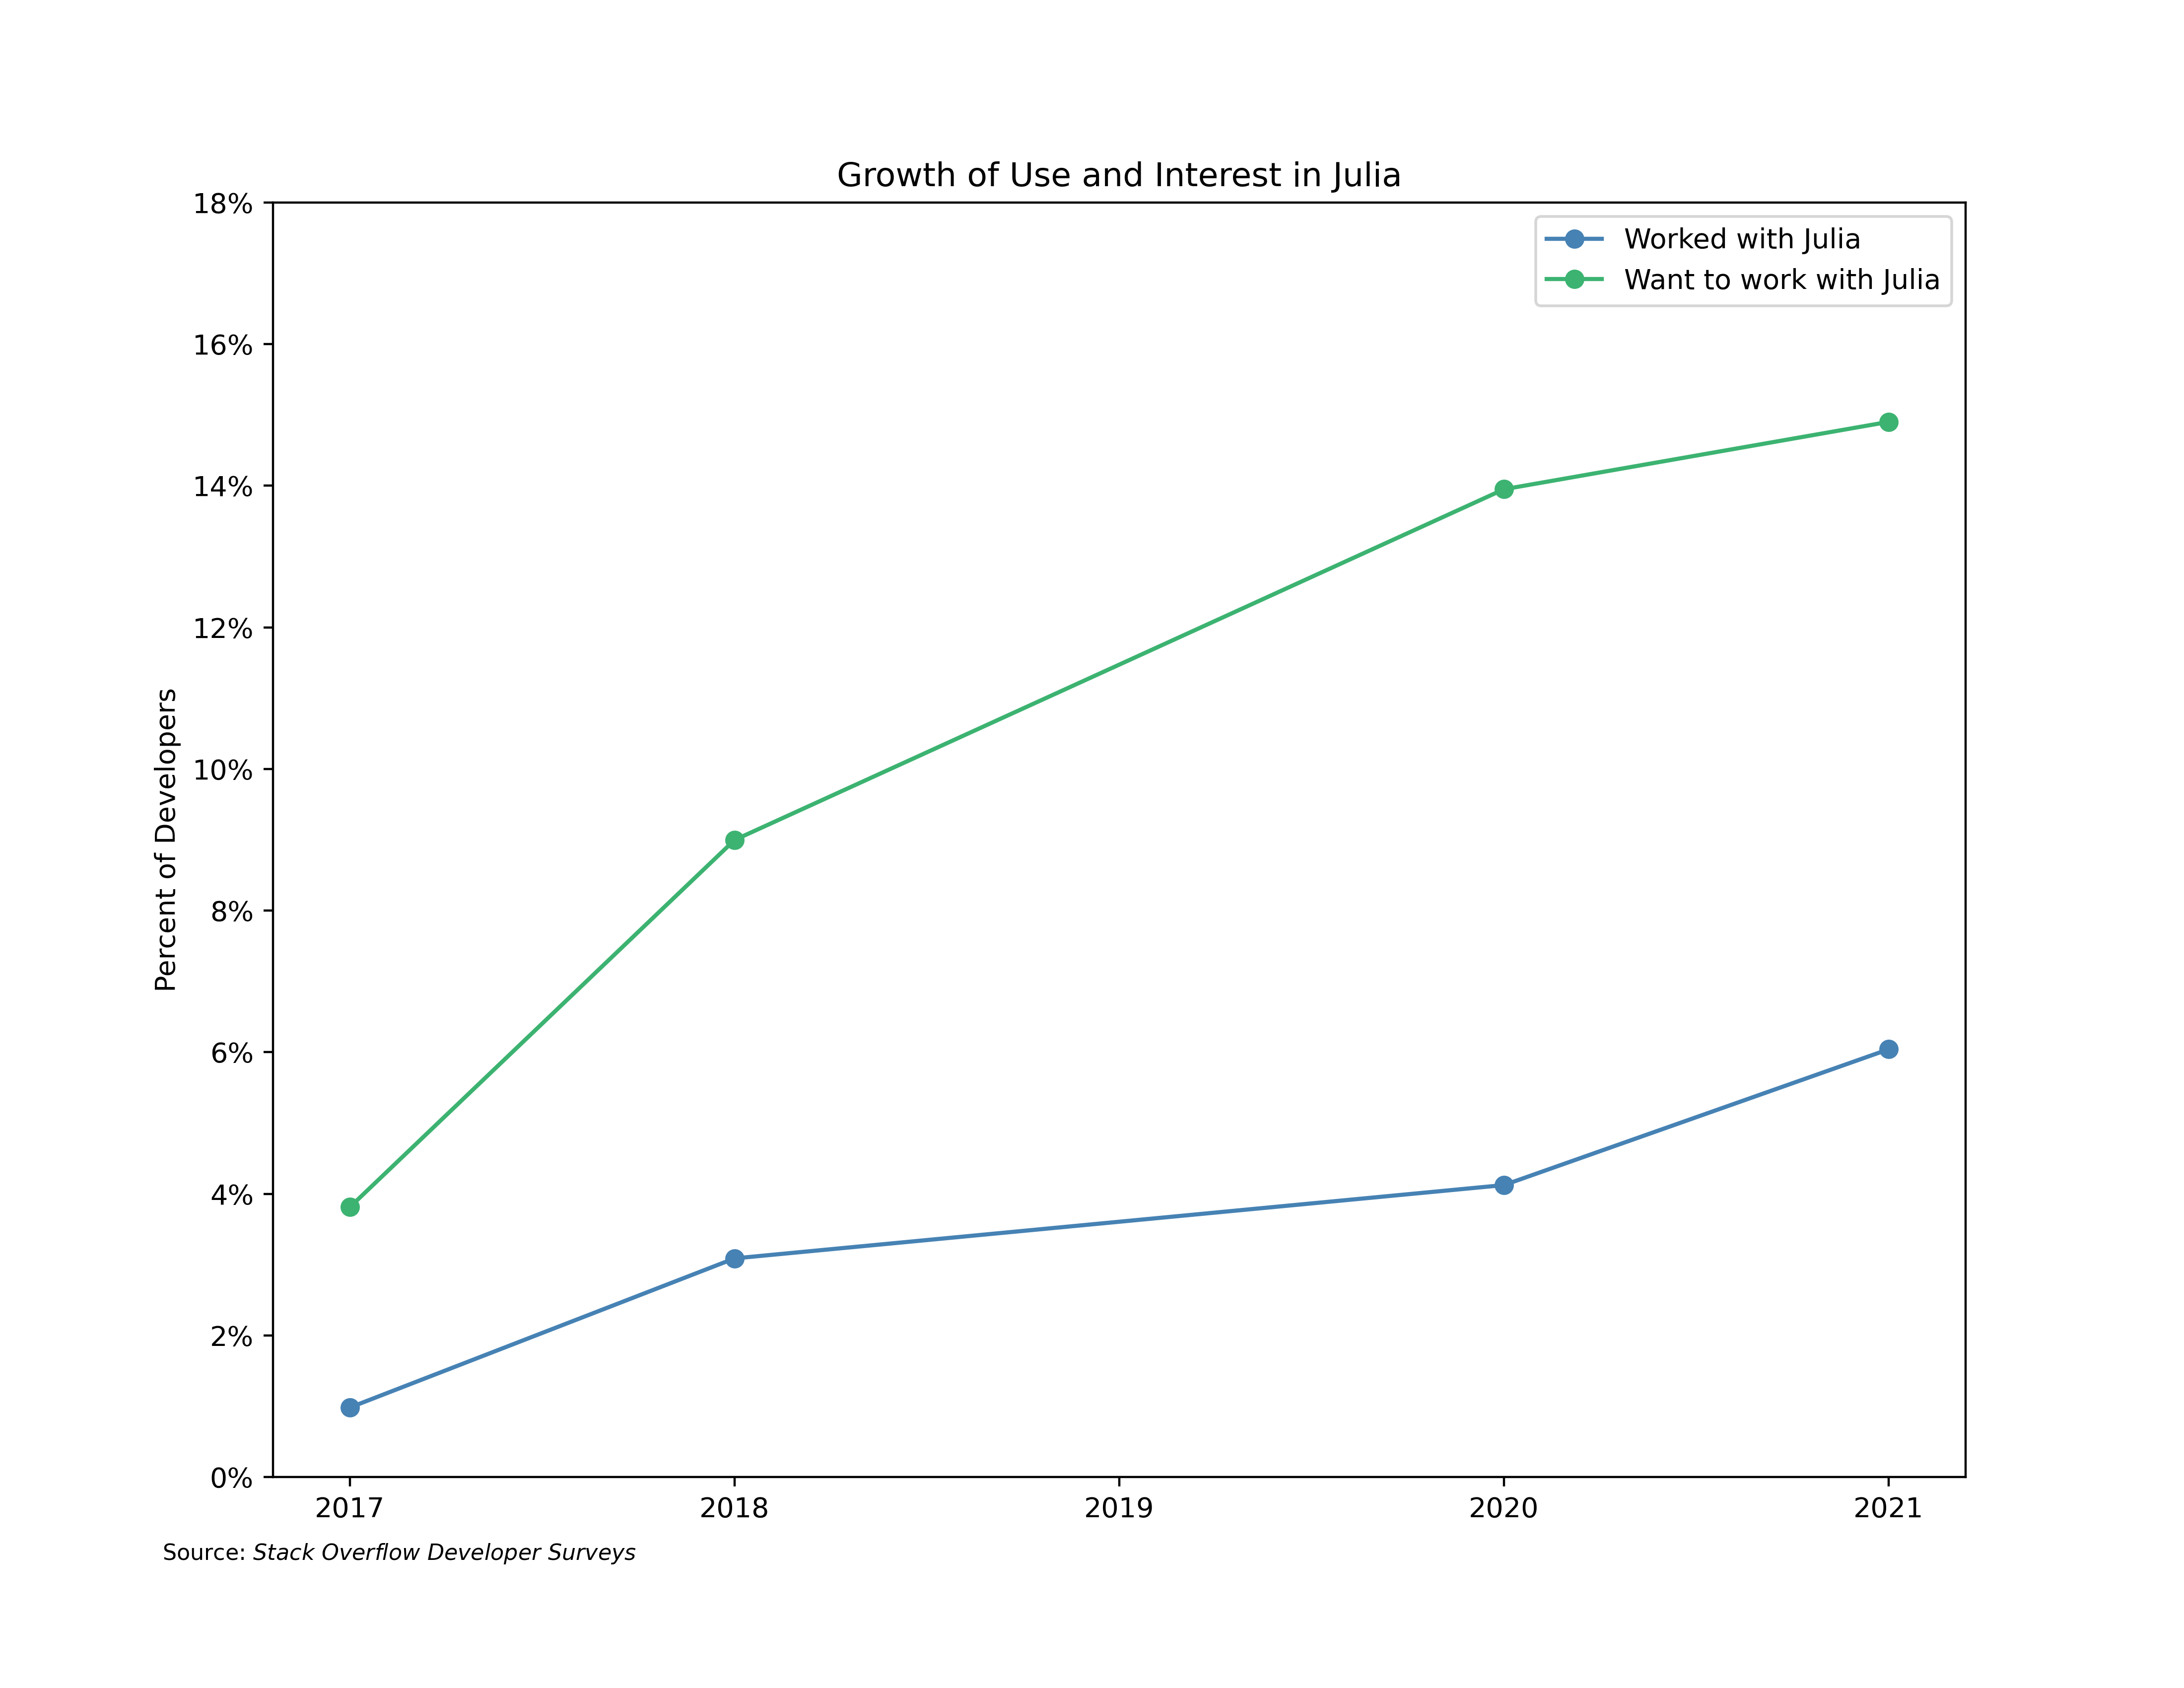 Growth of Use and Interest in Julia
18%
16%
14%
12%
10%
8%
6%
4%
2%
0%
Percent of Developers
Worked with Julia
Want to work with Julia
2017 2018 2019 2020 2021
Source: Stack Overflow Developer Surveys